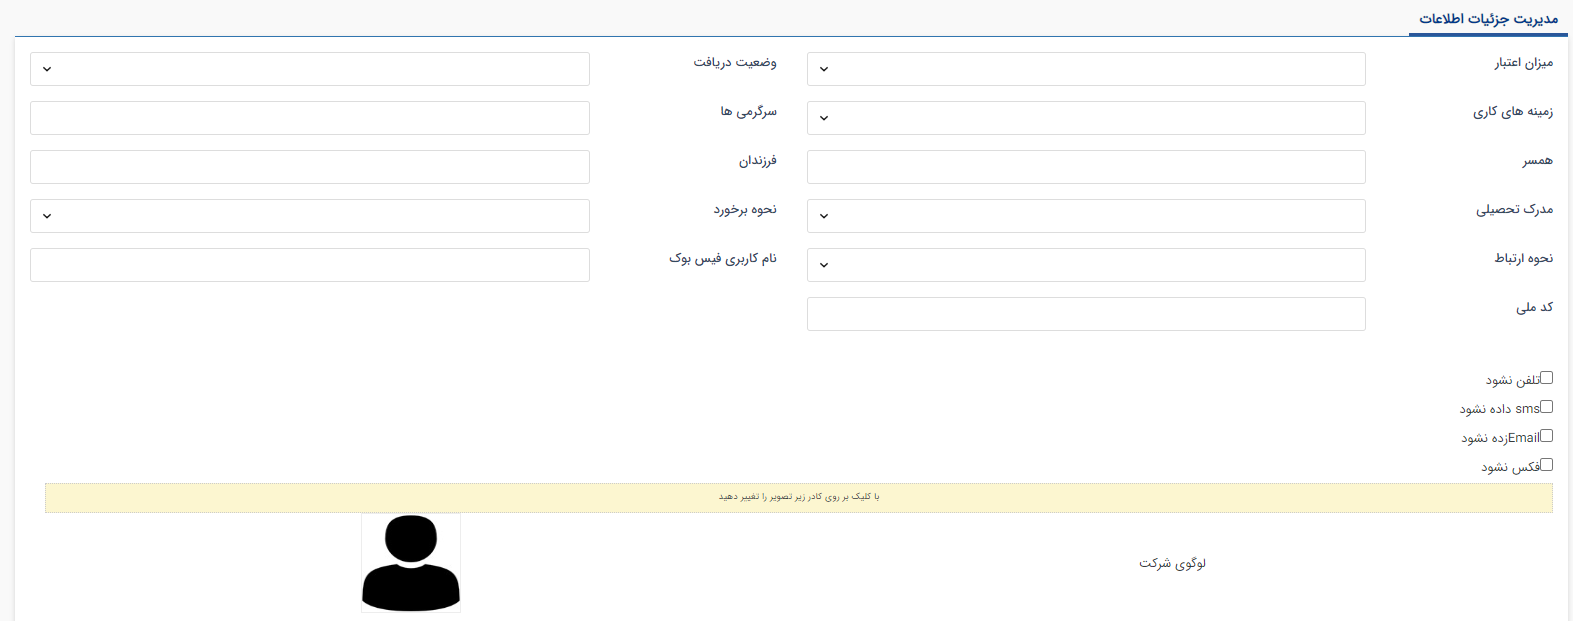 مدیریت جزئیات اطلاعات
میزان اعتبار
وضعیت دریافت
زمینه های کاری
سرگرمی ها
همسر
فرزندان
مدرک تحصیلی
نحوه برخورد
نحوه ارتباط
نام کاربری فیس بوک
کد ملی
تلفن نشود
sms داده نشود
Emailزده نشود
فکس نشود
با کلیک بر روی کادر زیر تصویر را تغییر دهید
لوگوی شرکت